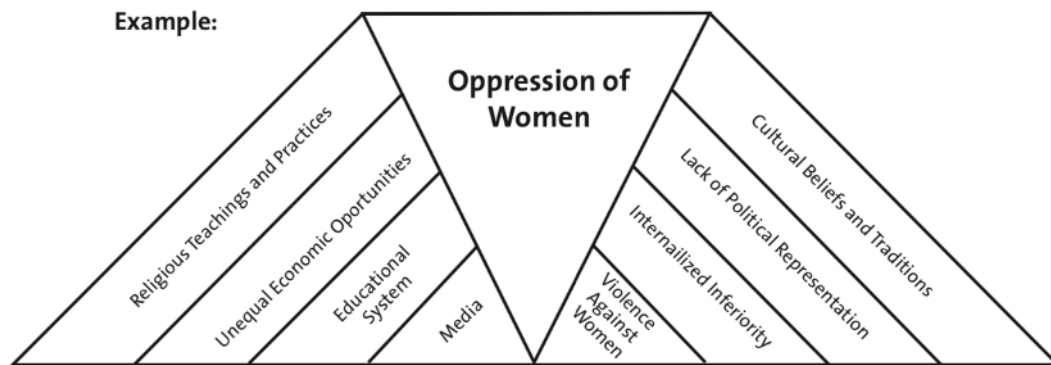 Example:
Oppression of
Women
Religious Teachings and Practices
Unequal Economic Oportunities
Educational
System
Media
Violence
Against
Women
Internailized Inferiority
Lack of Political Representation
Cultural Beliefs and Traditions